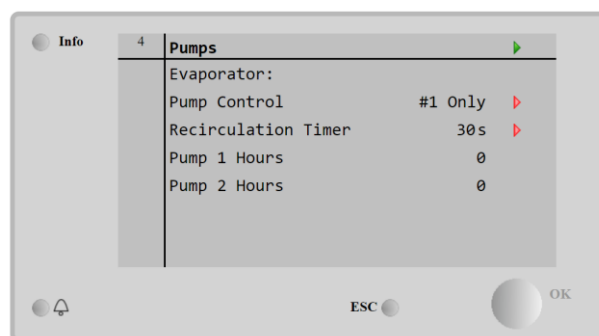 Info
4 Pumps
Evaporator:
Pump Control #1 Only
Recirculation Timer 30s
Pump 1 Hours 0
Pump 2 Hours 0
ESC
OK